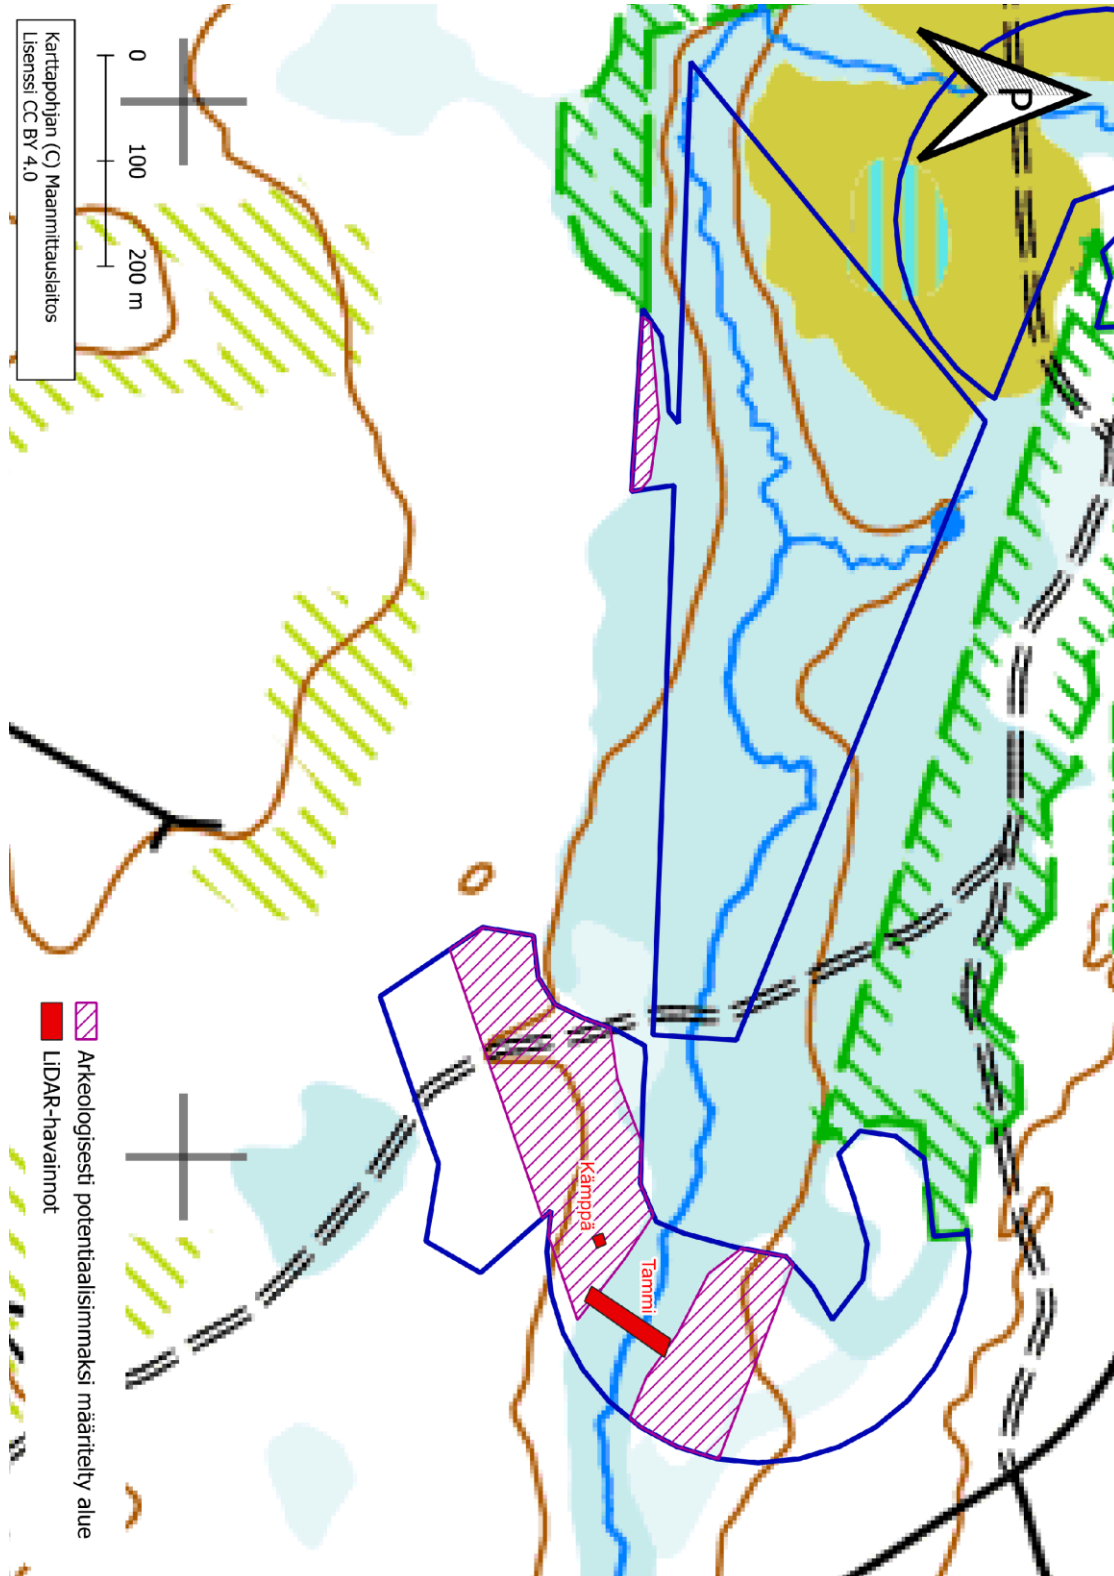 P
Kämppä
Tammi
0
100
200 m
Karttapohjan (C) Maanmittauslaitos
Lisenssi CC BY 4.0
Arkeologisesti potentiaalisimmaksi määritelty alue
LiDAR-havainnot